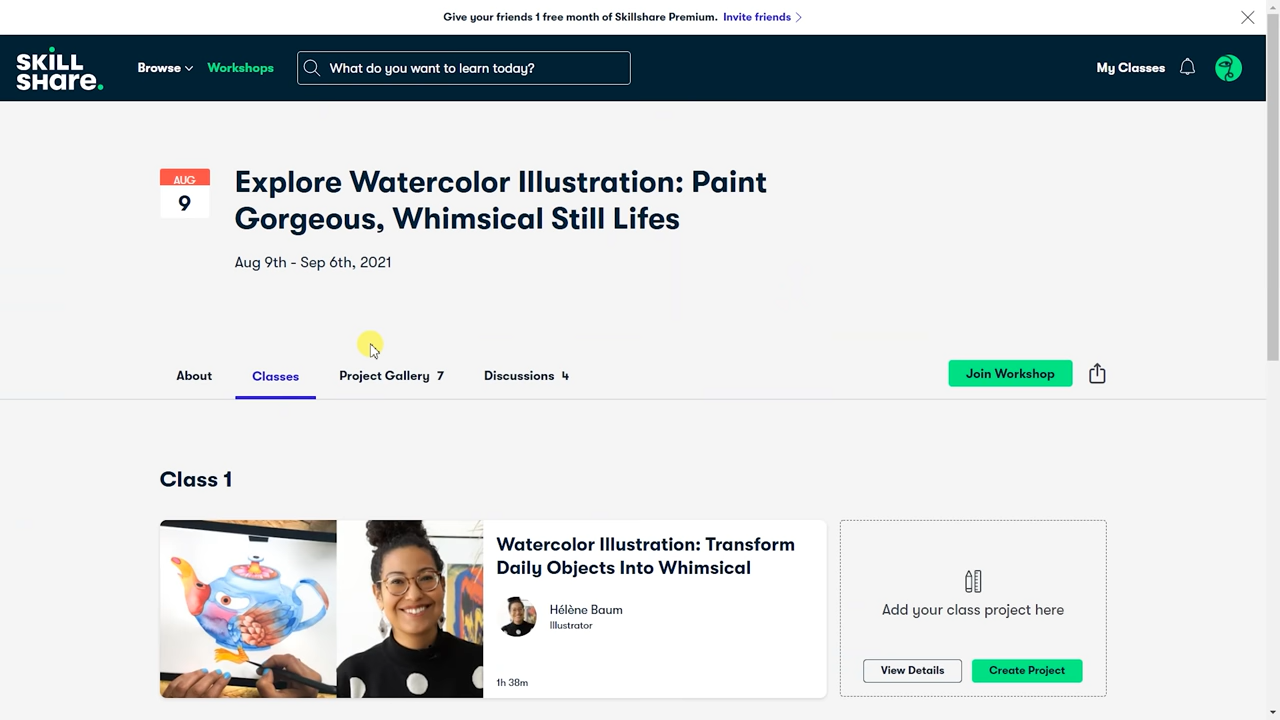 Give your friends 1 free month of Skillshare Premium. Invite friends
SKILL
SHARE.
Browse Workshops What do you want to learn today? My Classes
AUG
9
Explore Watercolor Illustration: Paint
Gorgeous, Whimsical Still Lifes
Aug 9th - Sep 6th, 2021
About Classes Project Gallery 7 Discussions 4 Join Workshop
Class 1
Watercolor Illustration: Transform
Daily Objects Into Whimsical
Hélène Baum
Illustrator
1h 38m
Add your class project here
View Details Create Project